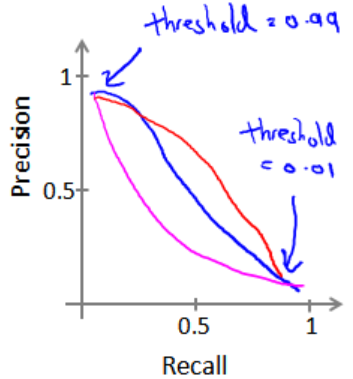 threshold = 0.99
1
threshold
= 0.01
Precision
0.5
0.5
1
Recall